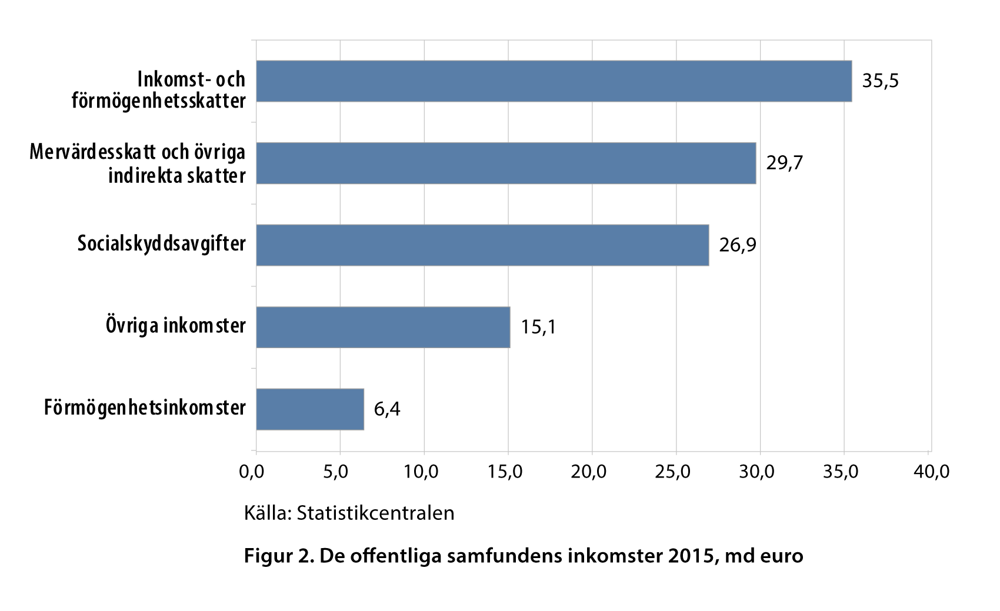 Inkomst- och
förmögenhetsskatter
35,5
Mervärdesskatt och övriga
indirekta skatter
29,7
Socialskyddsavgifter
26,9
Övriga inkomster
15,1
Förmögenhetsinkomster
6,4
0,0 5,0 10,0 15,0 20,0 25,0 30,0 35,0 40,0
Källa: Statistikcentralen
Figur 2. De offentliga samfundens inkomster 2015, md euro